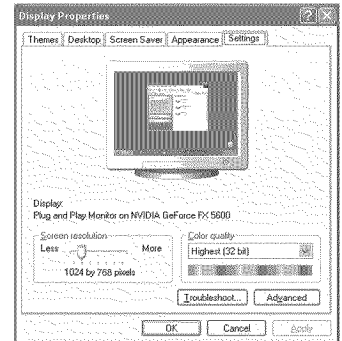 Display Properties
Themes Desktop Screen Saver Appearance Settings
Display:
Plug and Play Monitor on NVIDIA GeForce FX 5600
Screen resolution
Less More
1024 by 768 pixels
Color quality
Highest (32 bit)
Troubleshoot... Advanced
OK Cancel Apply